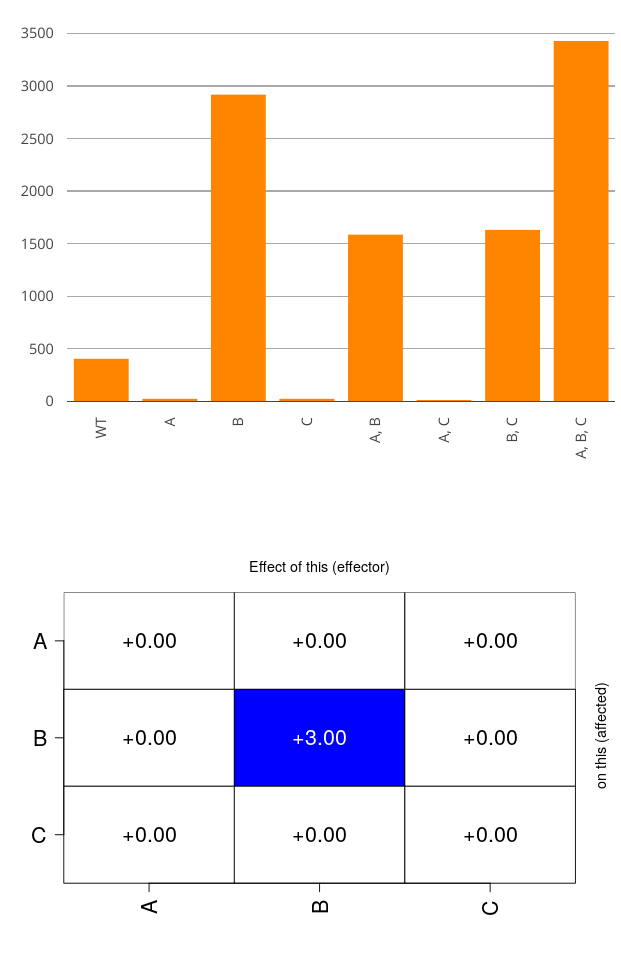 3500
3000
2500
2000
1500
1000
500
0
WT
A
B
C
A, B
A, C
B, C
A, B, C
Effect of this (effector)
A +0.00 +0.00 +0.00
B +0.00 +3.00 +0.00
C +0.00 +0.00 +0.00
on this (affected)
A B C